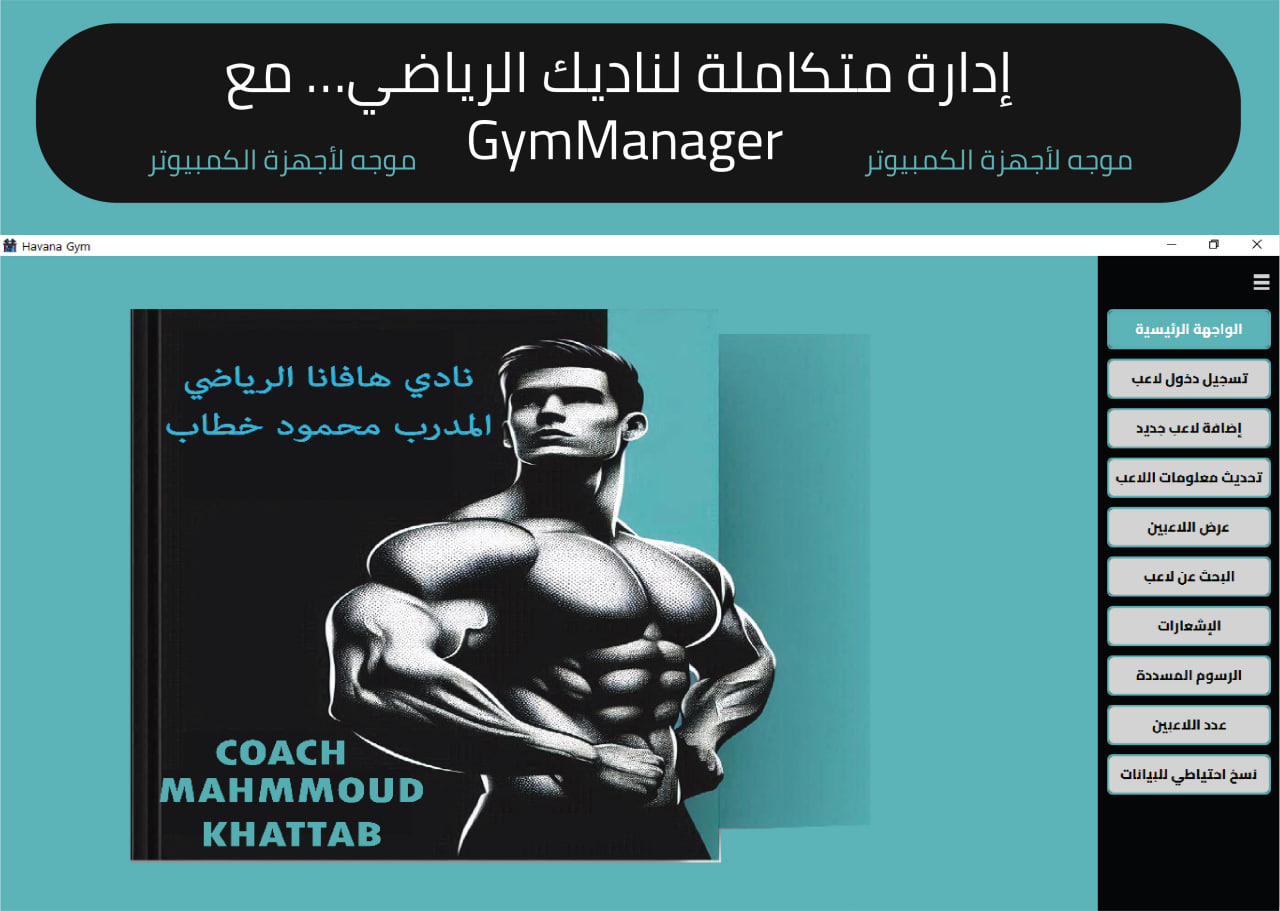 إدارة متكاملة لناديك الرياضي... مع
GymManager
موجه لأجهزة الكمبيوتر
موجه لأجهزة الكمبيوتر
Havana Gym
الواجهة الرئيسية
تسجيل دخول لاعب
إضافة لاعب جديد
تحديث معلومات اللاعب
عرض اللاعبين
البحث عن لاعب
الإشعارات
الرسوم المسددة
عدد اللاعبين
نسخ احتياطي للبيانات
نادي هافانا الرياضي
المدرب محمود خطاب
COACH
MAHMMOUD
KHATTAB